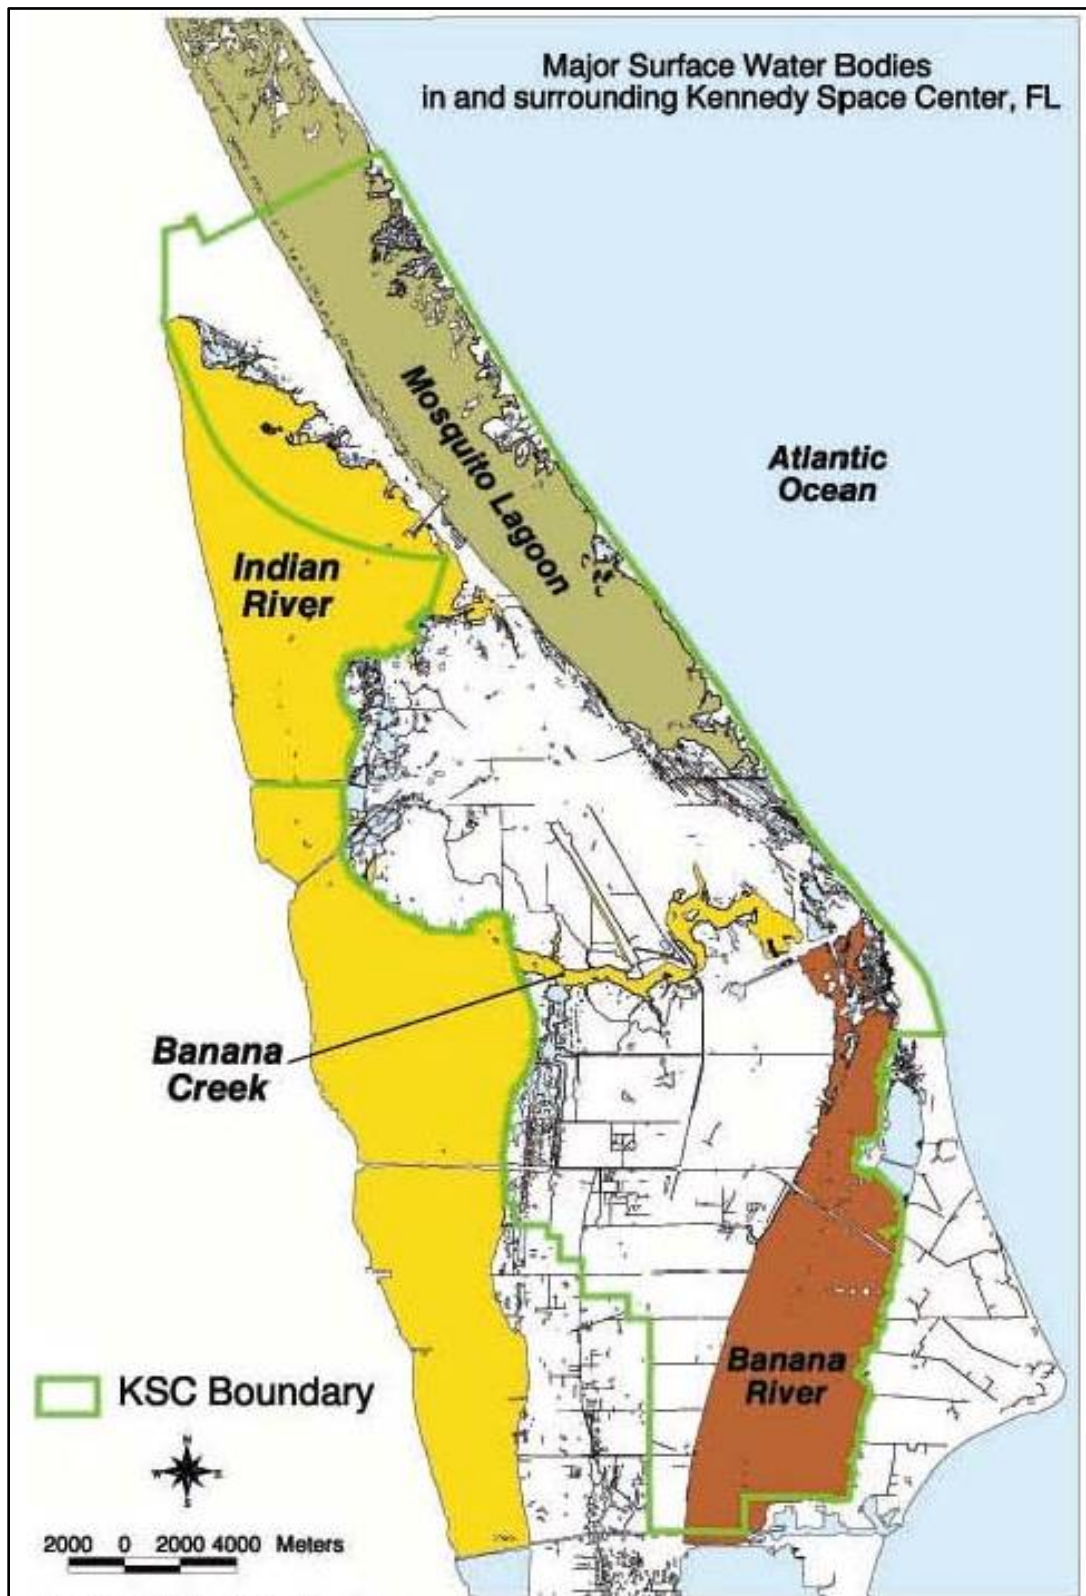 Major Surface Water Bodies
in and surrounding Kennedy Space Center, FL
Mosquito Lagoon
Atlantic
Ocean
Indian
River
Banana
Creek
Banana
River
KSC Boundary
N
W E
S
2000 0 2000 4000 Meters